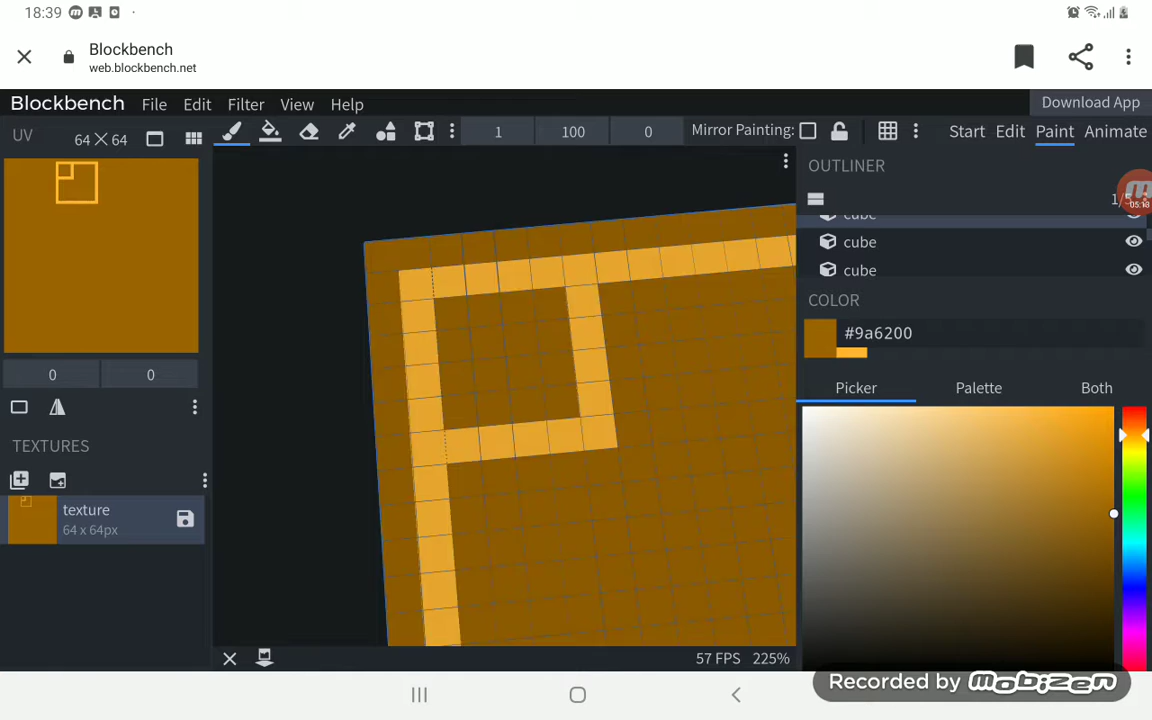 18:39
Blockbench
web.blockbench.net
Blockbench File Edit Filter View Help Download App
UV 64×64 1 100 0 Mirror Painting: Start Edit Paint Animate
OUTLINER
05:18
cube
cube
COLOR
#9a6200
0 0
Picker Palette Both
TEXTURES
texture
64 x 64px
57 FPS 225%
Recorded by mobizen